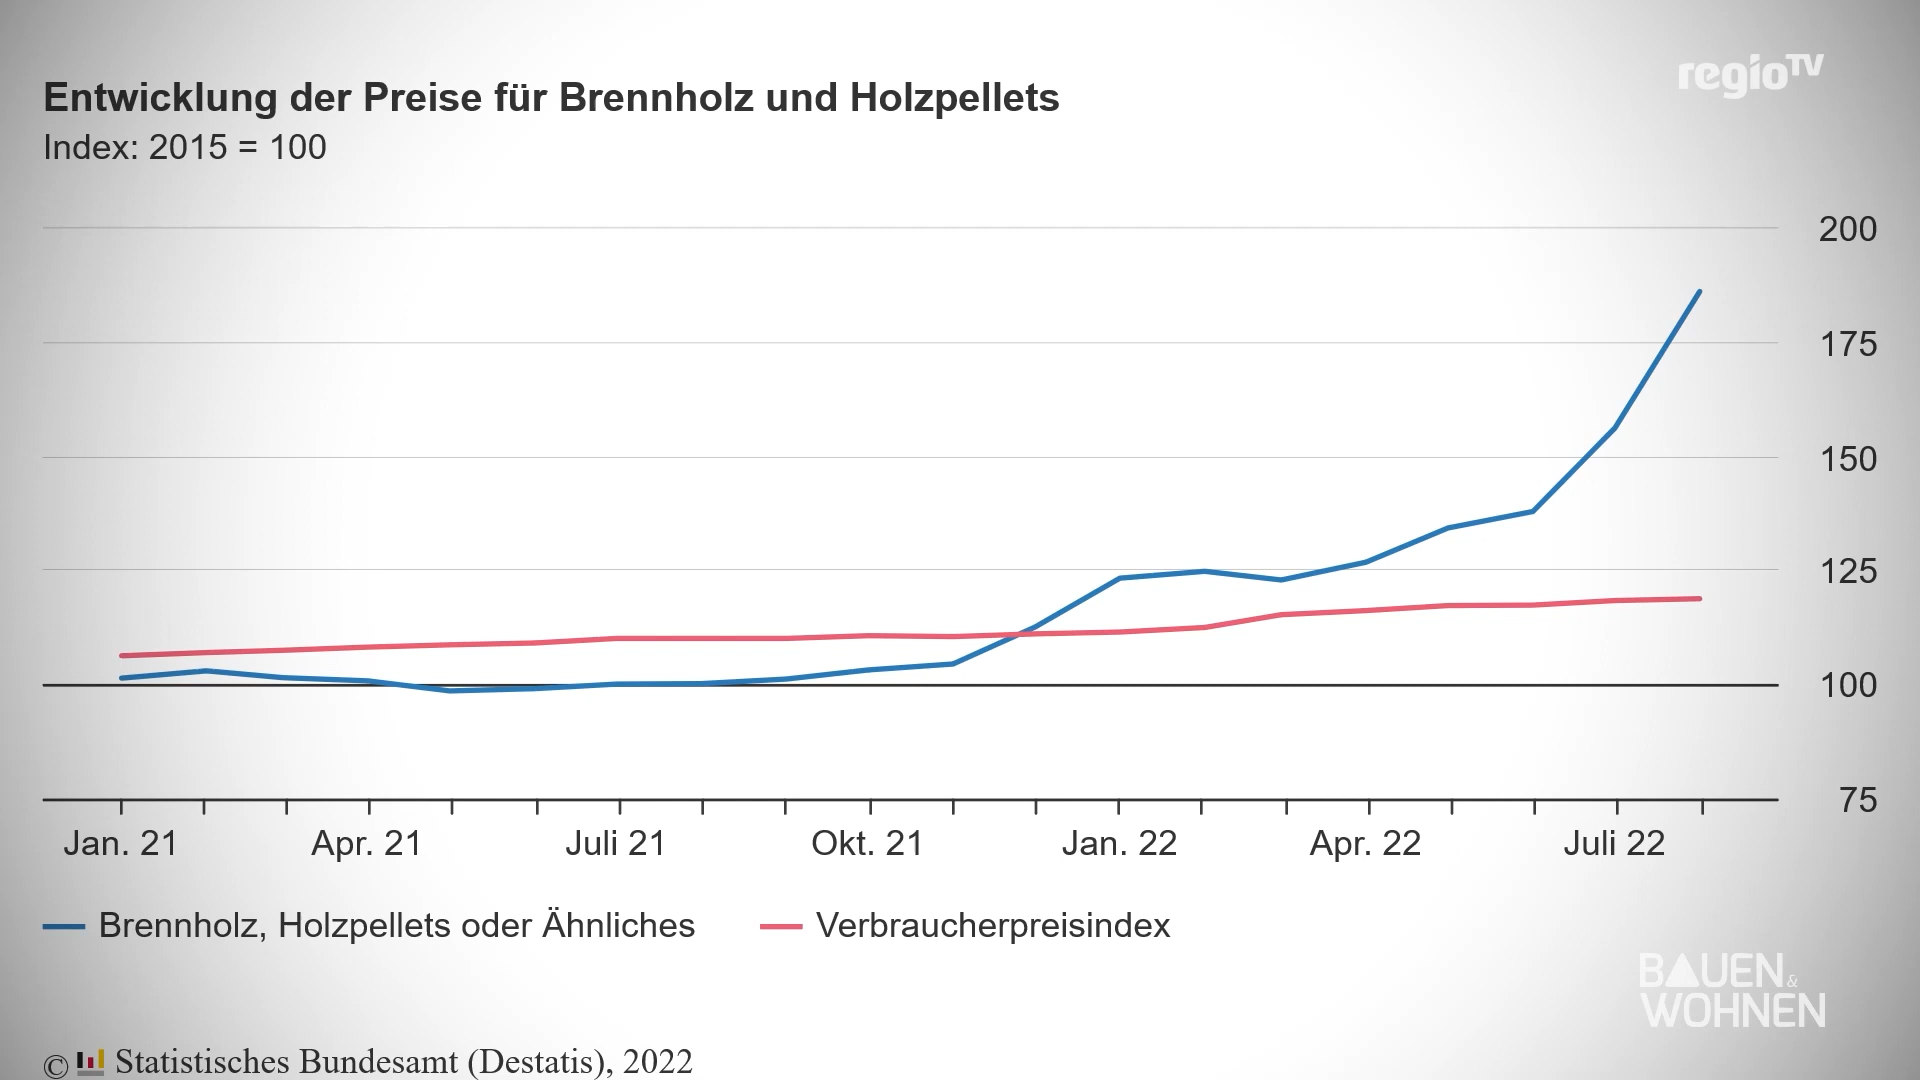 regioTV
Entwicklung der Preise für Brennholz und Holzpellets
Index: 2015 = 100
200
175
150
125
100
75
Jan. 21 Apr. 21 Juli 21 Okt. 21 Jan. 22 Apr. 22 Juli 22
Brennholz, Holzpellets oder Ähnliches Verbraucherpreisindex
BAUEN &
WOHNEN
© Statistisches Bundesamt (Destatis), 2022